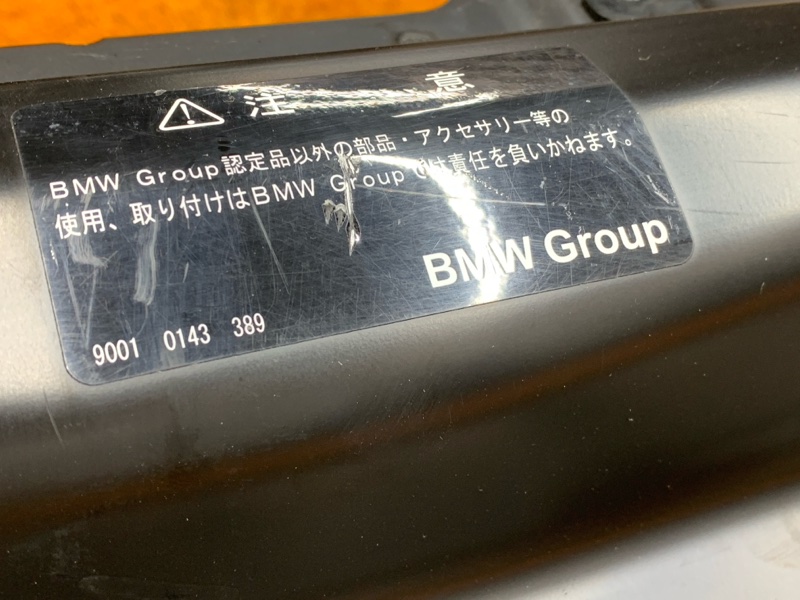 注 意
BMW Group認定品以外の部品・アクセサリー等の
使用、取り付けはBMW Groupでは責任を負いかねます。
BMW Group
9001 0143 389